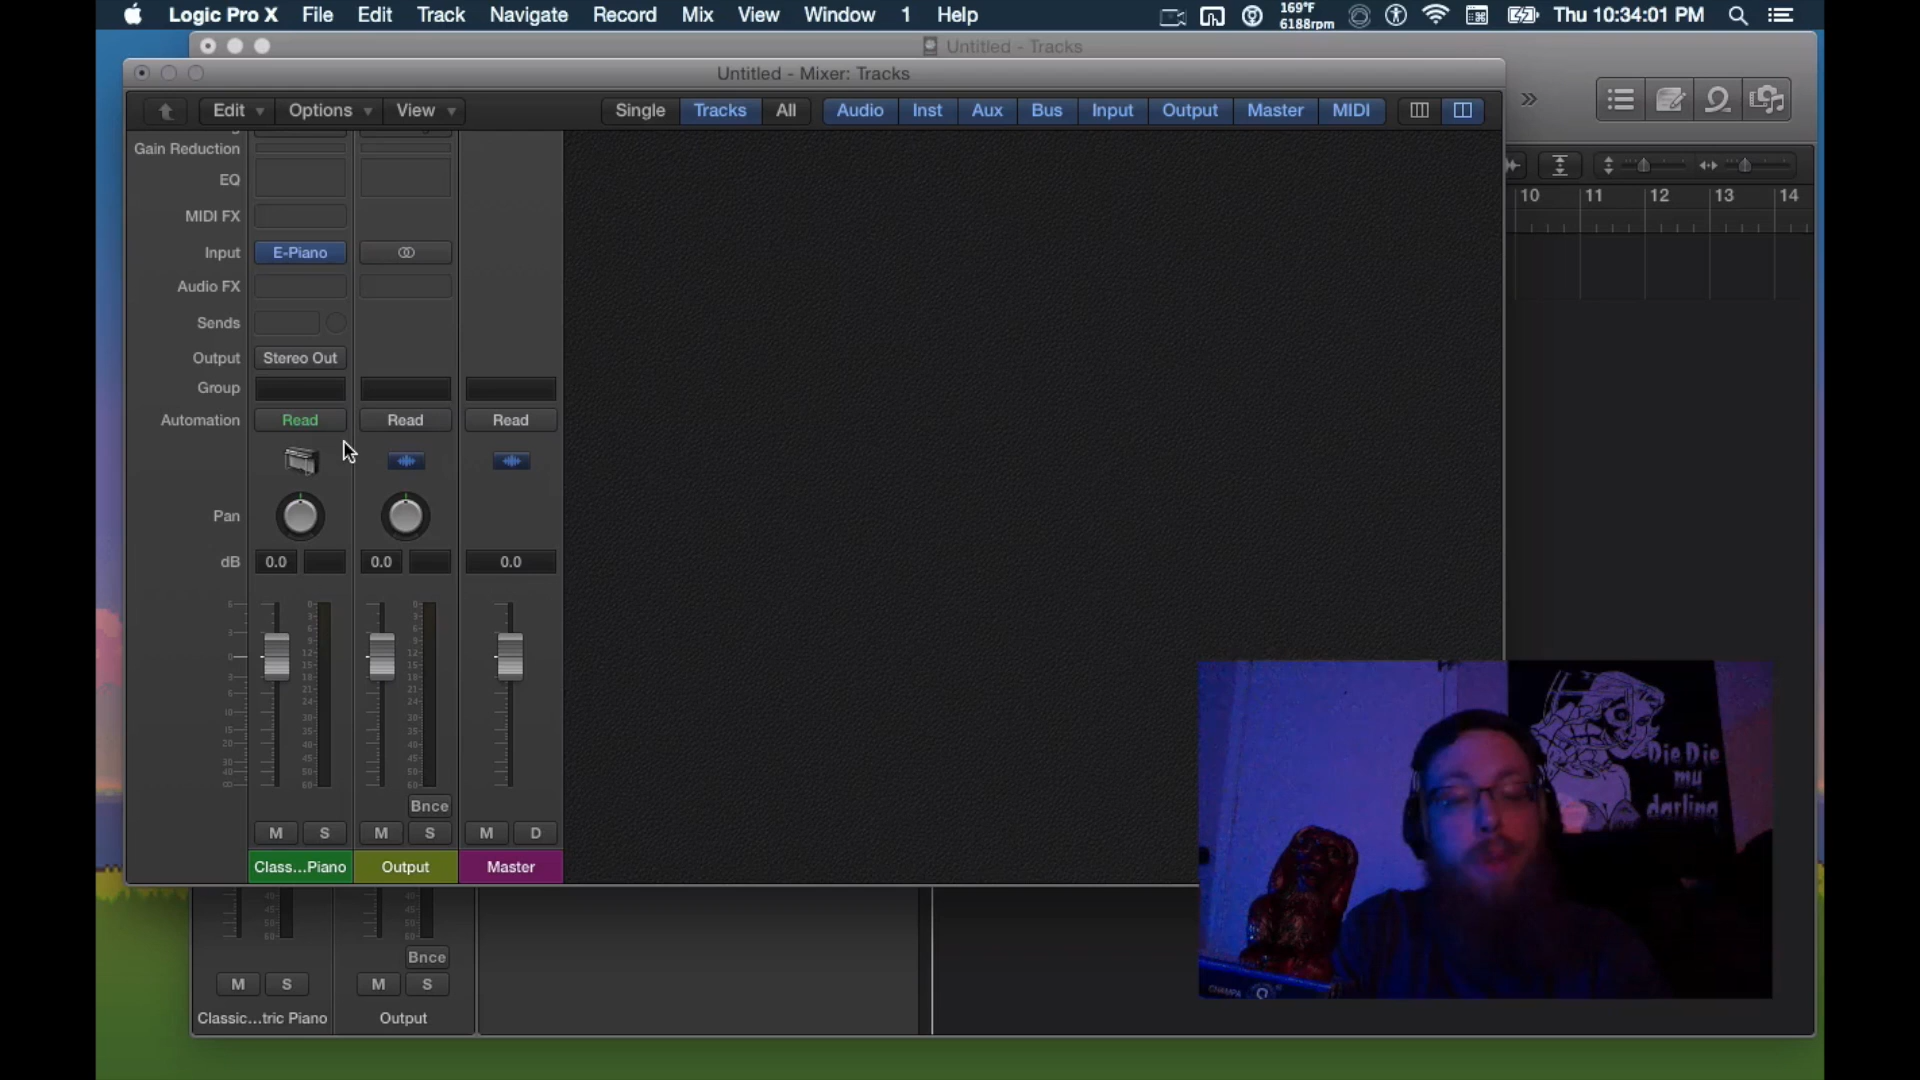 Logic Pro X File Edit Track Navigate Record Mix View Window 1 Help 169°F 6188rpm Thu 10:34:01 PM
Untitled - Tracks
Untitled - Mixer: Tracks
Edit Options View Single Tracks All Audio Inst Aux Bus Input Output Master MIDI
10 11 12 13 14
Gain Reduction
EQ
MIDI FX
Input E-Piano
Audio FX
Sends
Output Stereo Out
Group
Automation Read Read Read
Pan
dB 0.0 0.0 0.0
Bnce
M S M S M D
Class...Piano Output Master
Bnce
M S M S
Classic...tric Piano Output
Die Die
my
darling
CHAMPA